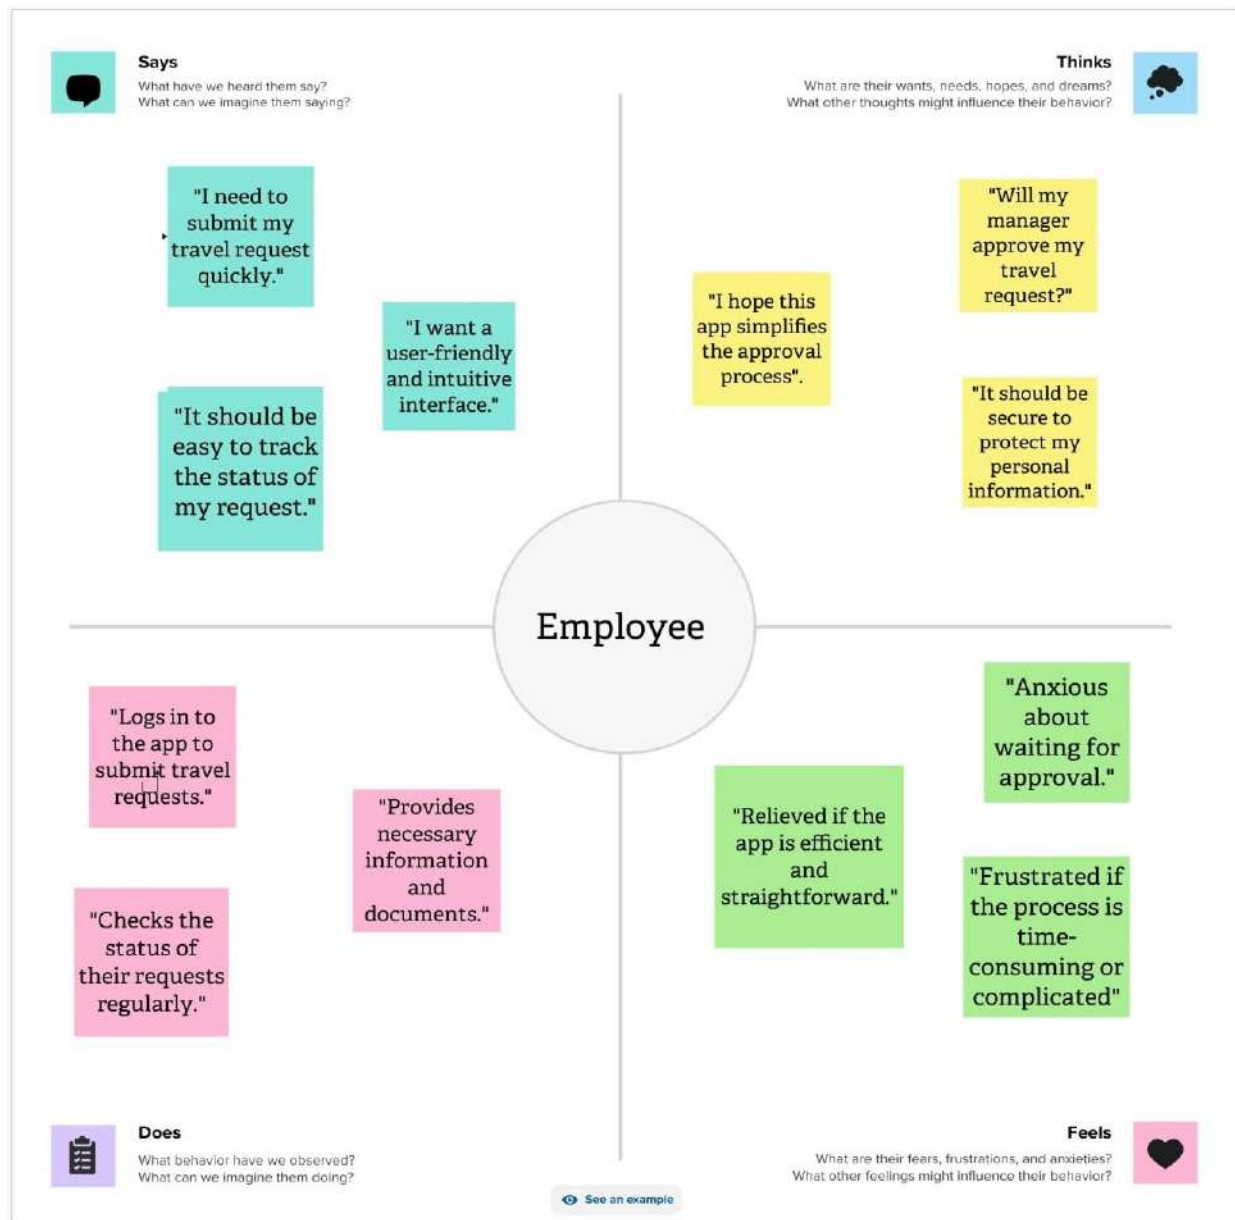 Says
What have we heard them say?
What can we imagine them saying?
Thinks
What are their wants, needs, hopes, and dreams?
What other thoughts might influence their behavior?
"I need to
submit my
travel request
quickly."
"I want a
user-friendly
and intuitive
interface."
"It should be
easy to track
the status of
my request."
"Will my
manager
approve my
travel
request?"
"I hope this
app simplifies
the approval
process".
"It should be
secure to
protect my
personal
information."
Employee
"Logs in to
the app to
submit travel
requests."
"Provides
necessary
information
and
documents."
"Checks the
status of
their requests
regularly."
"Anxious
about
waiting for
approval."
"Relieved if the
app is efficient
and
straightforward."
"Frustrated if
the process is
time-
consuming or
complicated"
Does
What behavior have we observed?
What can we imagine them doing?
Feels
What are their fears, frustrations, and anxieties?
What other feelings might influence their behavior?
See an example